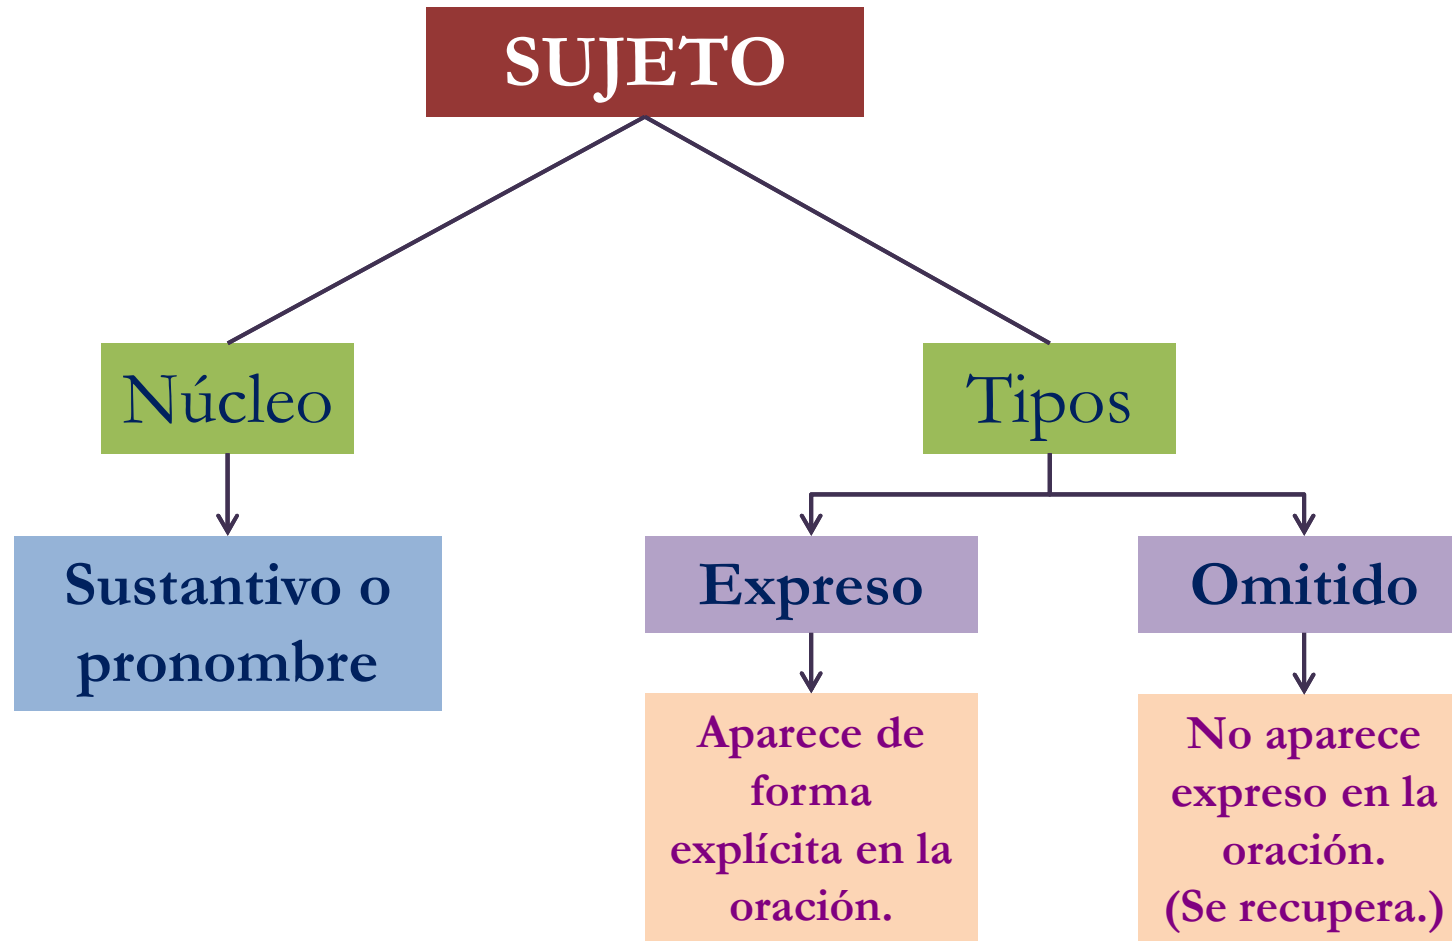 SUJETO
Núcleo
Tipos
Sustantivo o
pronombre
Expreso
Omitido
Aparece de
forma
explícita en la
oración.
No aparece
expreso en la
oración.
(Se recupera.)